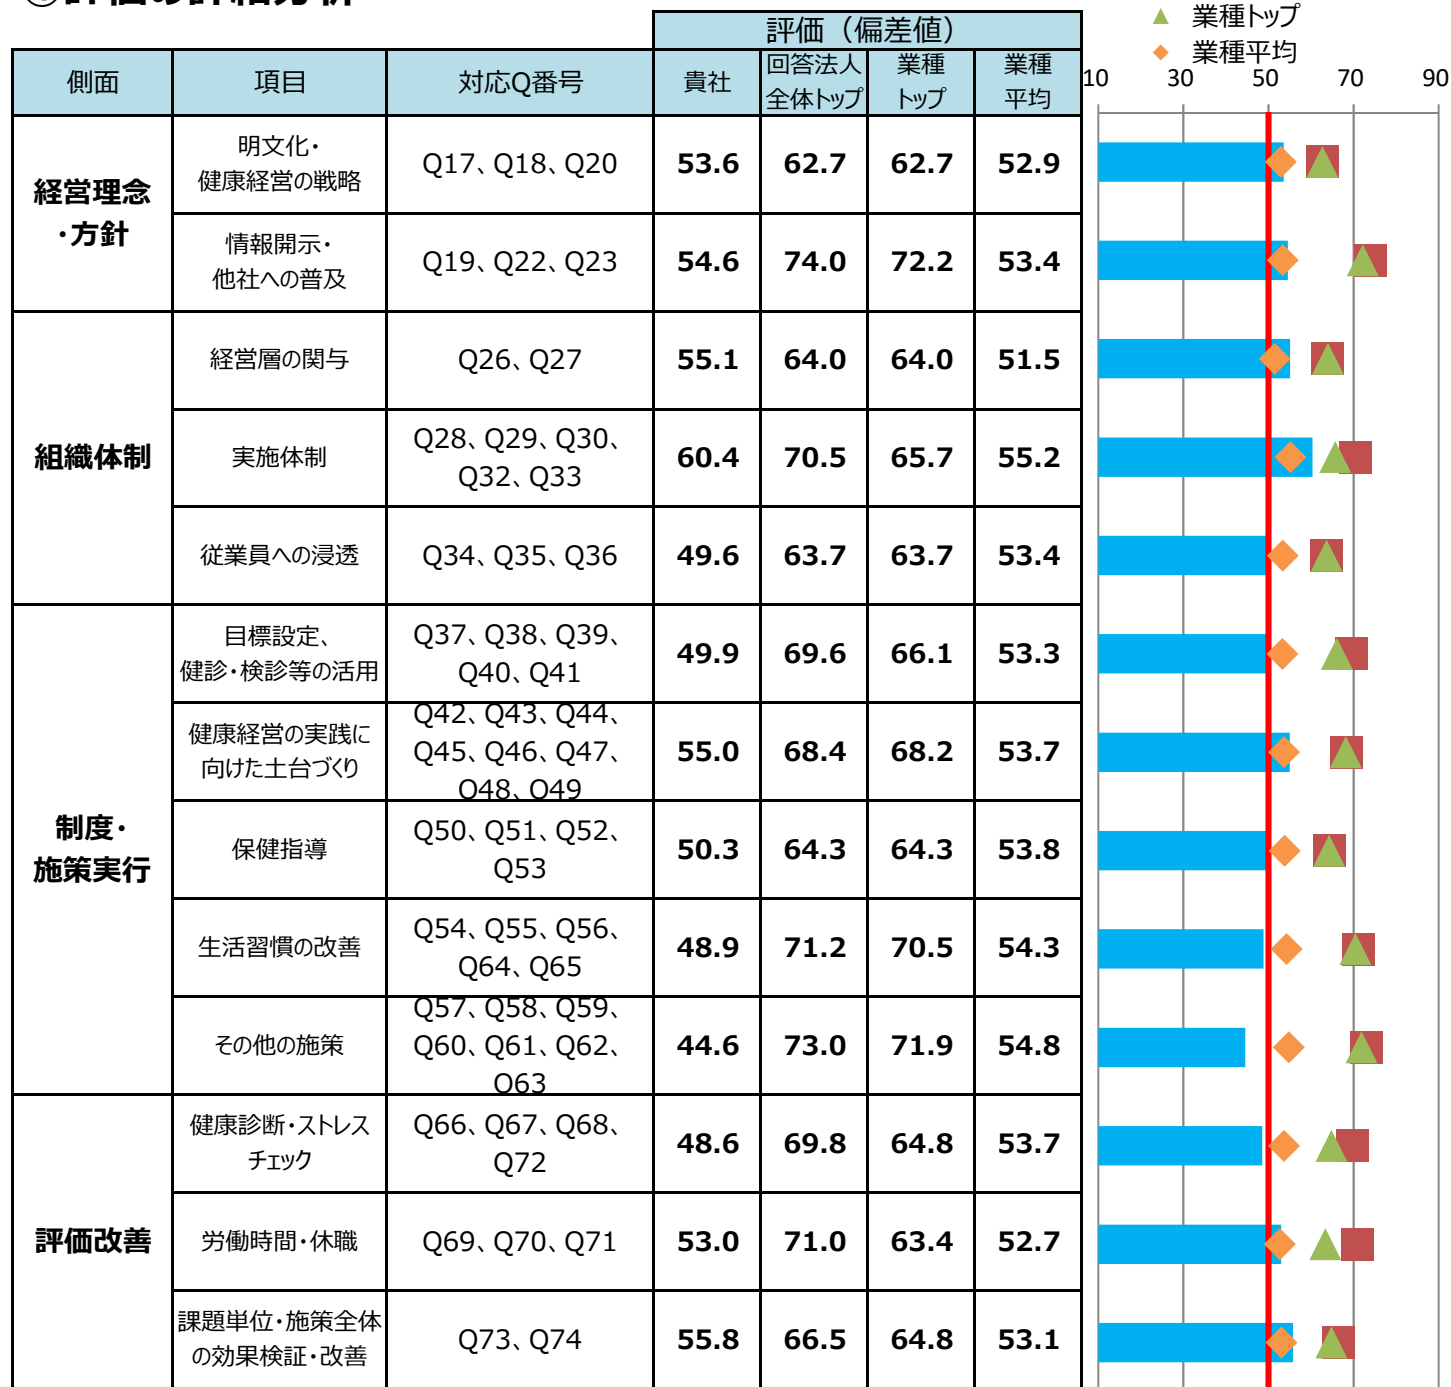 評価（偏差値）
▲ 業種トップ
◆ 業種平均
側面 項目 対応Q番号 貴社 回答法人 業種 業種
全体トップ トップ 平均
10 30 50 70 90
経営理念
・方針
明文化・
健康経営の戦略
Q17、Q18、Q20 53.6 62.7 62.7 52.9
情報開示・
他社への普及
Q19、Q22、Q23 54.6 74.0 72.2 53.4
組織体制
経営層の関与 Q26、Q27 55.1 64.0 64.0 51.5
実施体制
Q28、Q29、Q30、
Q32、Q33
60.4 70.5 65.7 55.2
従業員への浸透 Q34、Q35、Q36 49.6 63.7 63.7 53.4
制度・
施策実行
目標設定、
健診・検診等の活用
Q37、Q38、Q39、
Q40、Q41
49.9 69.6 66.1 53.3
健康経営の実践に
向けた土台づくり
Q42、Q43、Q44、
Q45、Q46、Q47、
Q48、Q49
55.0 68.4 68.2 53.7
保健指導
Q50、Q51、Q52、
Q53
50.3 64.3 64.3 53.8
生活習慣の改善
Q54、Q55、Q56、
Q64、Q65
48.9 71.2 70.5 54.3
その他の施策
Q57、Q58、Q59、
Q60、Q61、Q62、
Q63
44.6 73.0 71.9 54.8
評価改善
健康診断・ストレス
チェック
Q66、Q67、Q68、
Q72
48.6 69.8 64.8 53.7
労働時間・休職 Q69、Q70、Q71 53.0 71.0 63.4 52.7
課題単位・施策全体
の効果検証・改善
Q73、Q74 55.8 66.5 64.8 53.1